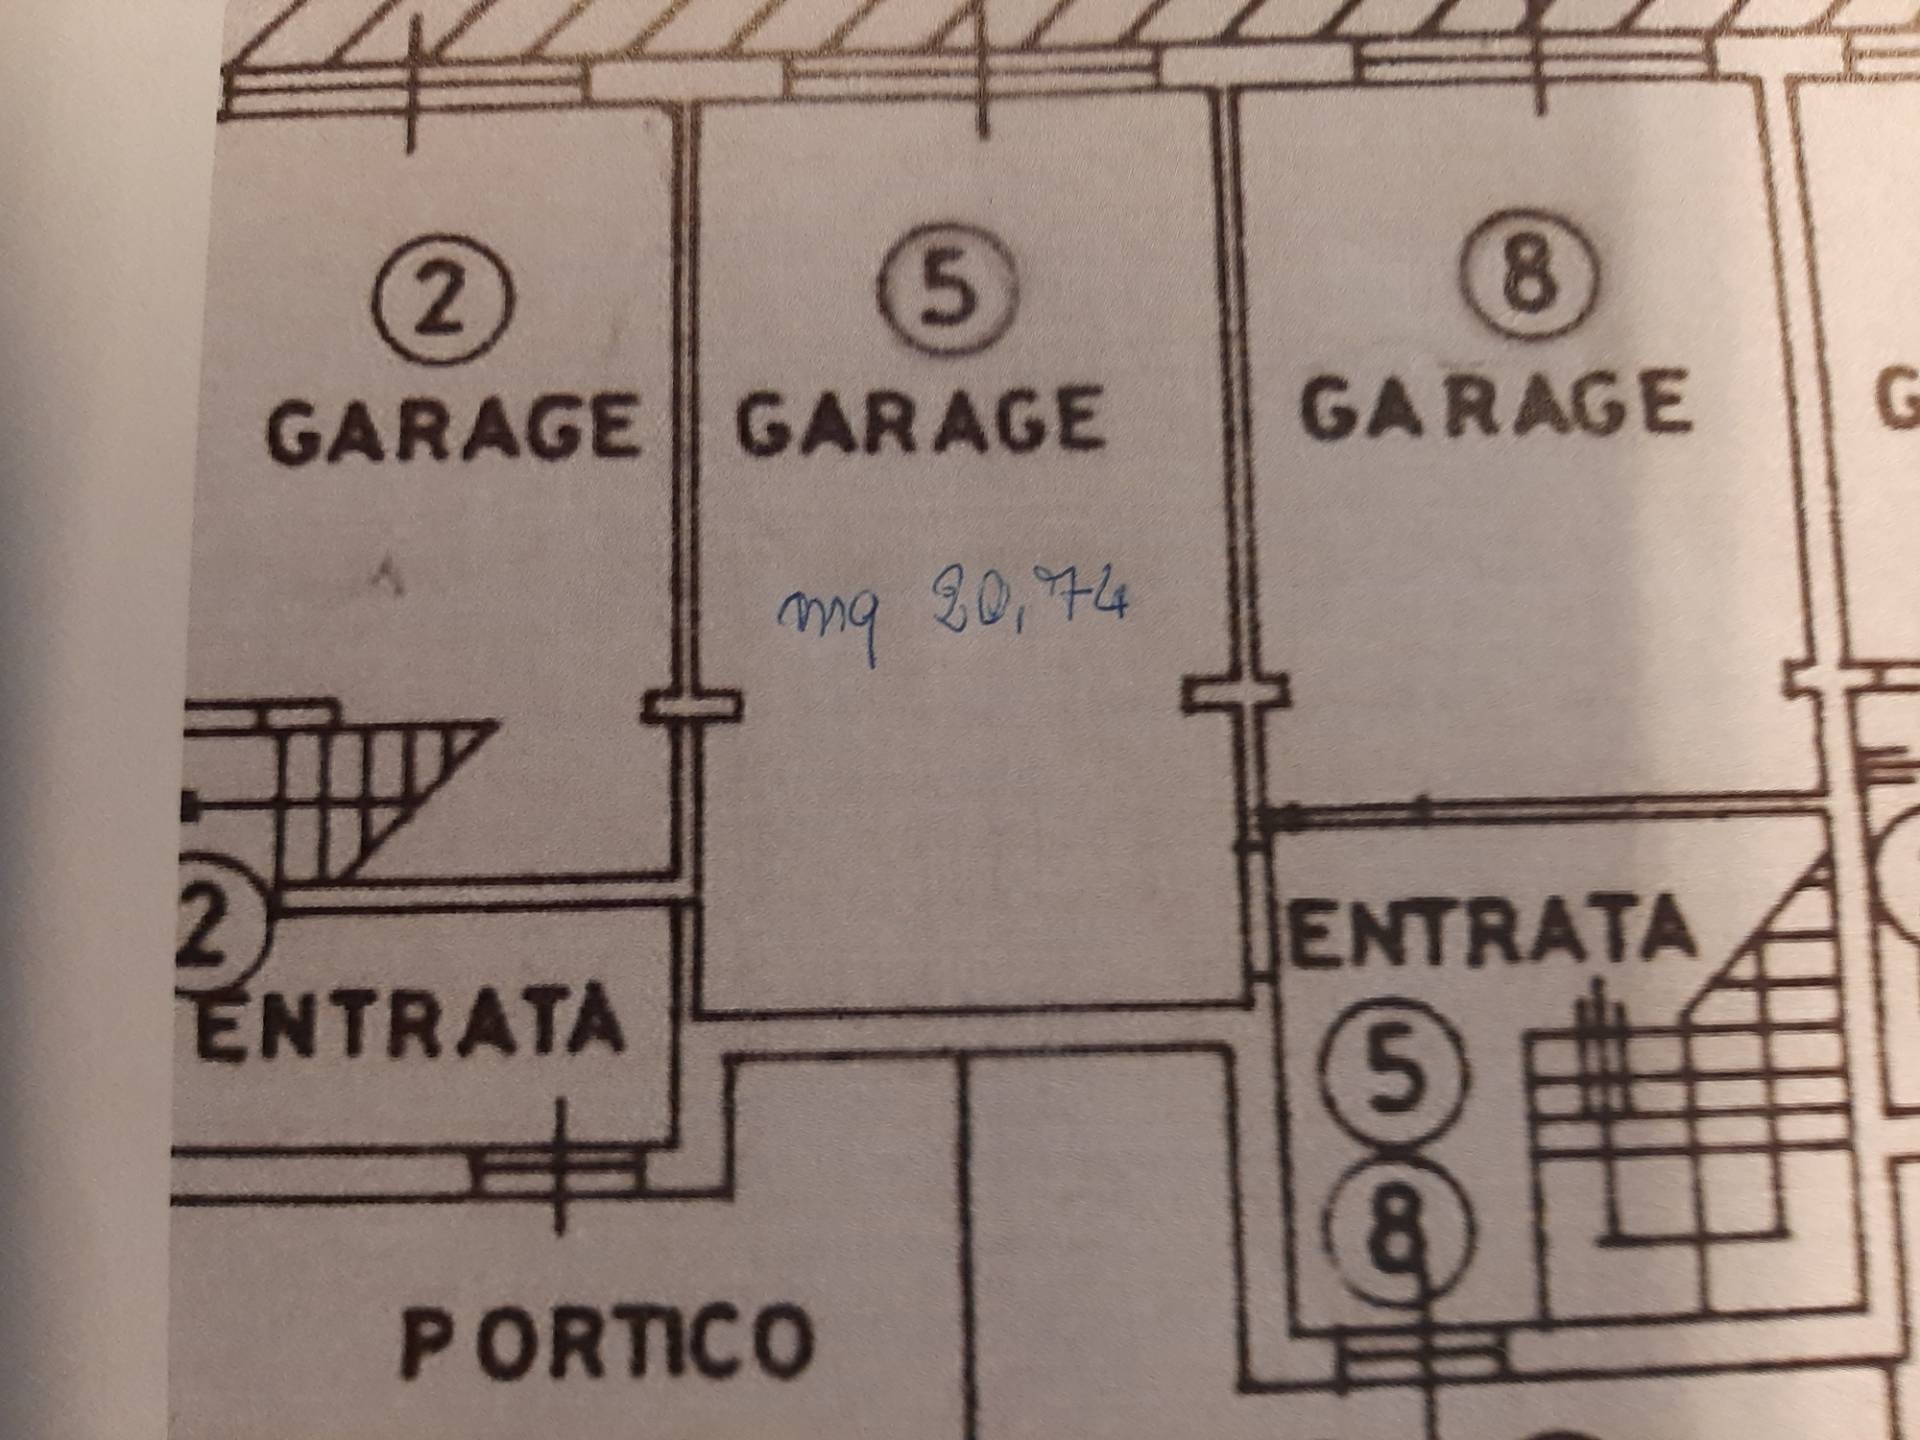 2
GARAGE
5
GARAGE
mq 20,74
8
GARAGE
G
2
ENTRATA
ENTRATA
5
8
PORTICO